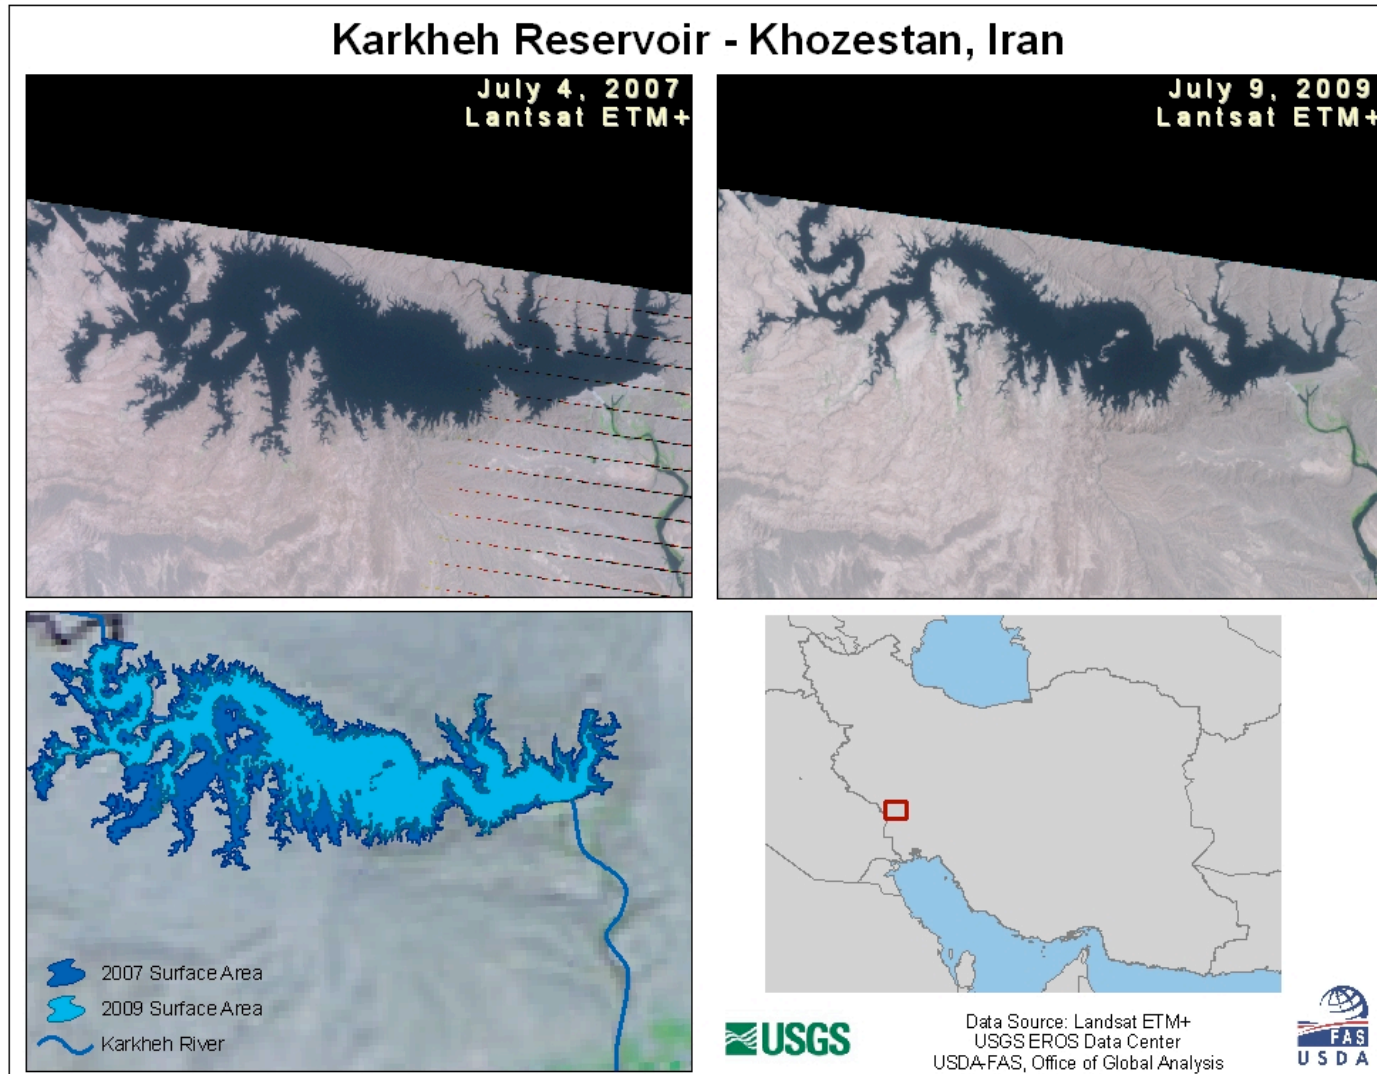 Karkheh Reservoir - Khozestan, Iran
July 4, 2007
Lantsat ETM+
July 9, 2009
Lantsat ETM+
2007 Surface Area
2009 Surface Area
Karkheh River
USGS
Data Source: Landsat ETM+
USGS EROS Data Center
USDA-FAS, Office of Global Analysis
FAS
USDA